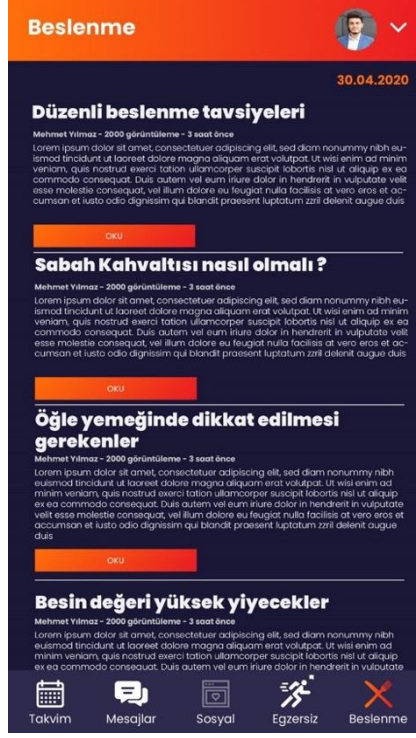 Beslenme
30.04.2020
Düzenli beslenme tavsiyeleri
Mehmet Yılmaz - 2000 görüntüleme - 3 saat önce
Lorem ipsum dolor sit amet, consectetuer adipiscing elit, sed diam nonummy nibh eu-
ismod tincidunt ut laoreet dolore magna aliquam erat volutpat. Ut wisi enim ad minim
veniam, quis nostrud exerci tation ullamcorper suscipit lobortis nisl ut aliquip ex ea
commodo consequat. Duis autem vel eum iriure dolor in hendrerit in vulputate velit
esse molestie consequat, vel illum dolore eu feugiat nulla facilisis at vero eros et ac-
cumsan et iusto odio dignissim qui blandit praesent luptatum zzril delenit augue duis
OKU
Sabah Kahvaltısı nasıl olmalı ?
Mehmet Yılmaz - 2000 görüntüleme - 3 saat önce
Lorem ipsum dolor sit amet, consectetuer adipiscing elit, sed diam nonummy nibh eu-
ismod tincidunt ut laoreet dolore magna aliquam erat volutpat. Ut wisi enim ad minim
veniam, quis nostrud exerci tation ullamcorper suscipit lobortis nisl ut aliquip ex ea
commodo consequat. Duis autem vel eum iriure dolor in hendrerit in vulputate velit
esse molestie consequat, vel illum dolore eu feugiat nulla facilisis at vero eros et ac-
cumsan et iusto odio dignissim qui blandit praesent luptatum zzril delenit augue duis
OKU
Öğle yemeğinde dikkat edilmesi
gerekenler
Mehmet Yılmaz - 2000 görüntüleme - 3 saat önce
Lorem ipsum dolor sit amet, consectetuer adipiscing elit, sed diam nonummy nibh
euismod tincidunt ut laoreet dolore magna aliquam erat volutpat. Ut wisi enim ad
minim veniam, quis nostrud exerci tation ullamcorper suscipit lobortis nisl ut aliquip
ex ea commodo consequat. Duis autem vel eum iriure dolor in hendrerit in vulputate
velit esse molestie consequat, vel illum dolore eu feugiat nulla facilisis at vero eros et
accumsan et iusto odio dignissim qui blandit praesent luptatum zzril delenit augue
duis
OKU
Besin değeri yüksek yiyecekler
Mehmet Yılmaz - 2000 görüntüleme - 3 saat önce
Lorem ipsum dolor sit amet, consectetuer adipiscing elit, sed diam nonummy nibh
euismod tincidunt ut laoreet dolore magna aliquam erat volutpat. Ut wisi enim ad
minim veniam, quis nostrud exerci tation ullamcorper suscipit lobortis nisl ut aliquip
ex ea commodo consequat. Duis autem vel eum iriure dolor in hendrerit in vulputate
Takvim
Mesajlar
Sosyal
Egzersiz
Beslenme